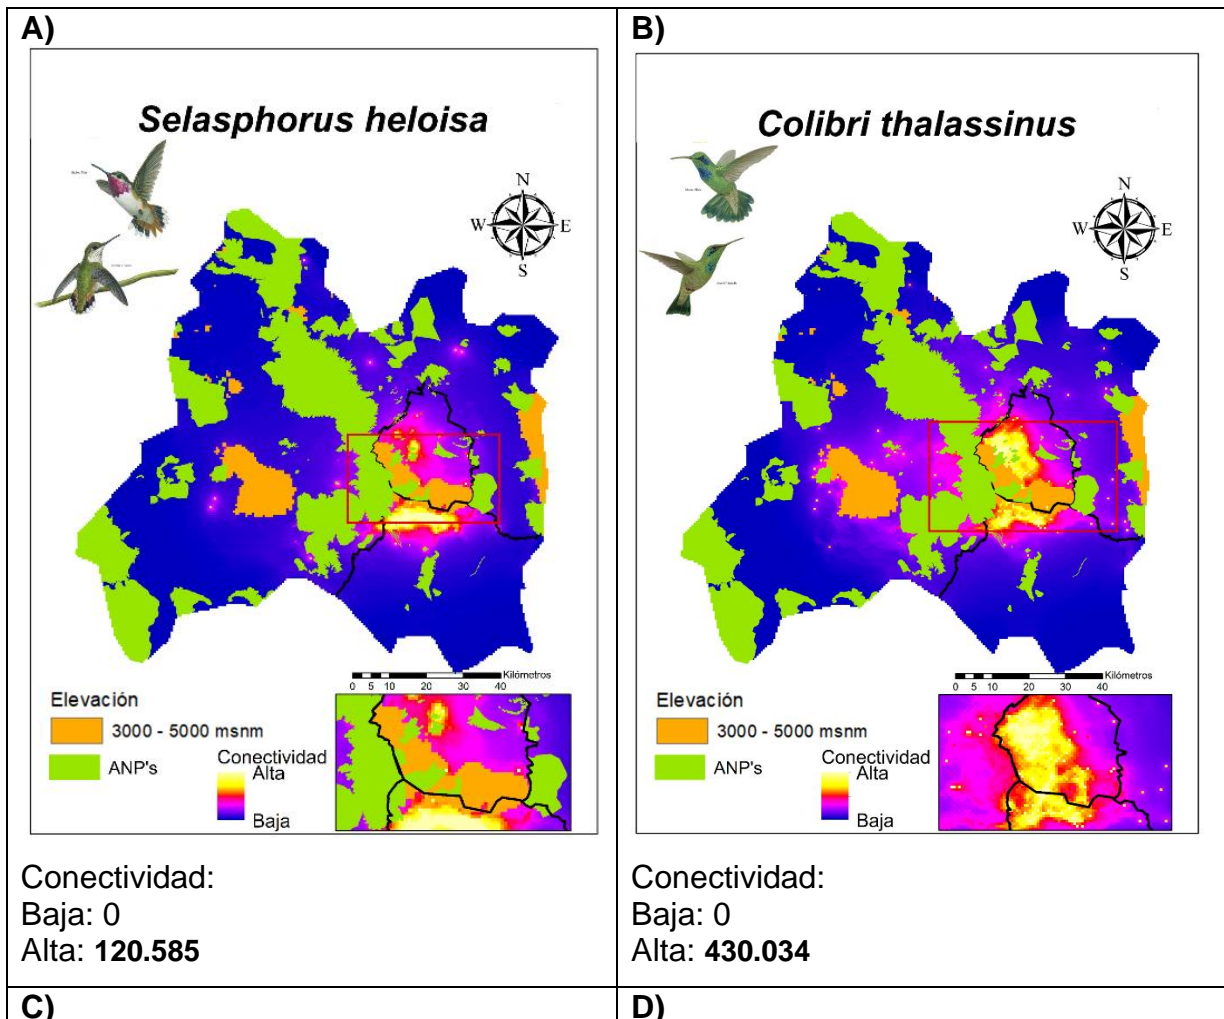 A)
Selasphorus heloisa
N
W
E
S
Kilómetros
0 5 10 20 30 40
Elevación
3000 - 5000 msnm
ANP's
Conectividad
Alta
Baja
Conectividad:
Baja: 0
Alta: 120.585
B)
Colibri thalassinus
N
W
E
S
Kilómetros
0 5 10 20 30 40
Elevación
3000 - 5000 msnm
ANP's
Conectividad
Alta
Baja
Conectividad:
Baja: 0
Alta: 430.034
C)
D)